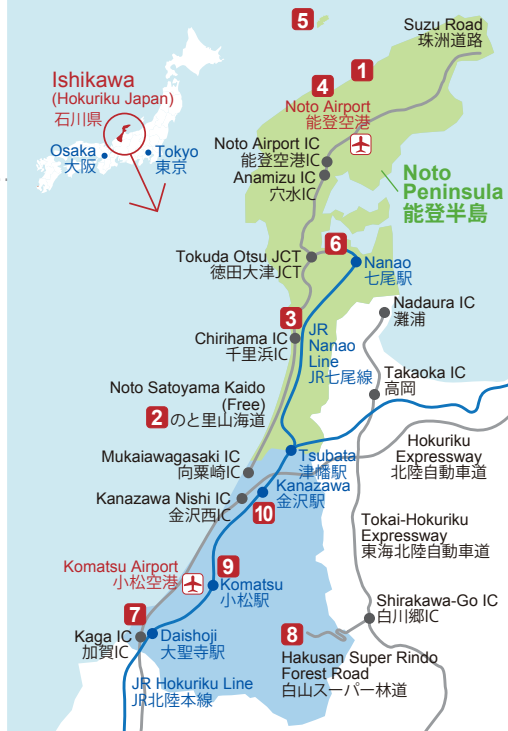 5
Suzu Road
珠洲道路
1
4
Ishikawa
(Hokuriku Japan)
石川県
Osaka
大阪
Tokyo
東京
Noto Airport
能登空港
Noto Airport IC
能登空港IC
Anamizu IC
穴水IC
Noto
Peninsula
能登半島
6
Tokuda Otsu JCT
徳田大津JCT
Nanao
七尾駅
Nadaura IC
灘浦
3
Chirihama IC
千里浜IC
JR
Nanao
Line
JR七尾線
Takaoka IC
高岡
Noto Satoyama Kaido
(Free)
2 のと里山海道
Mukaiawagasaki IC
向粟崎IC
Tsubata
津幡駅
Hokuriku
Expressway
北陸自動車道
Kanazawa Nishi IC
金沢西IC
Kanazawa
金沢駅
10
Tokai-Hokuriku
Expressway
東海北陸自動車道
Komatsu Airport
小松空港
9
Komatsu
小松駅
Shirakawa-Go IC
白川郷IC
7
Kaga IC
加賀IC
Daishoji
大聖寺駅
8
Hakusan Super Rindo
Forest Road
白山スーパー林道
JR Hokuriku Line
JR北陸本線